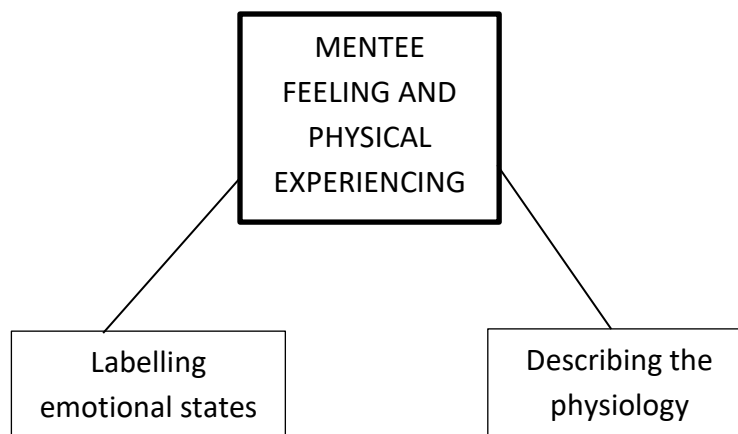 MENTEE
FEELING AND
PHYSICAL
EXPERIENCING
Labelling
emotional states
Describing the
physiology